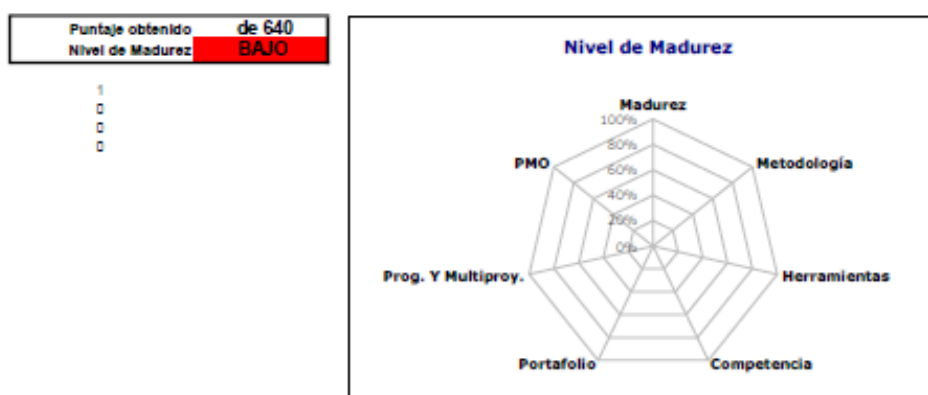 Puntaje obtenido de 640
Nivel de Madurez BAJO
1
0
0
0
Nivel de Madurez
Madurez
100%
80%
60%
40%
20%
0%
PMO
Metodología
Prog. Y Multiproy.
Herramientas
Portafolio
Competencia